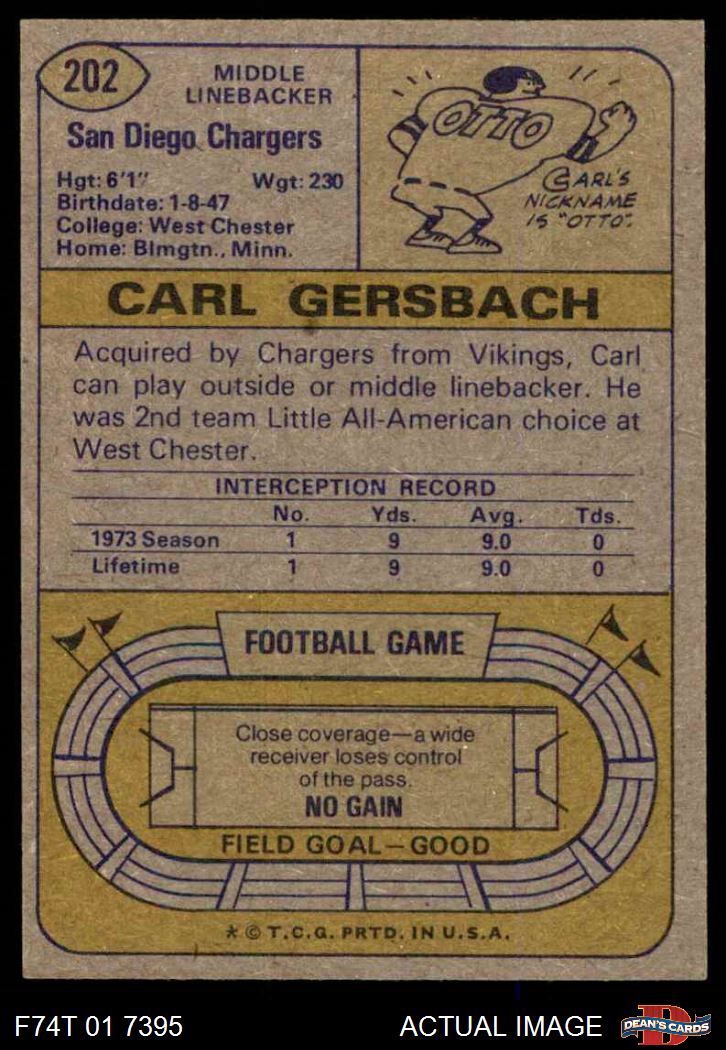 202
MIDDLE
LINEBACKER
San Diego Chargers
Hgt: 6'1" Wgt: 230
Birthdate: 1-8-47
College: West Chester
Home: Blmgtn., Minn.
OTTO
CARL'S
NICKNAME
IS "OTTO".
CARL GERSBACH
Acquired by Chargers from Vikings, Carl
can play outside or middle linebacker. He
was 2nd team Little All-American choice at
West Chester.
INTERCEPTION RECORD
No. Yds. Avg. Tds.
1973 Season 1 9 9.0 0
Lifetime 1 9 9.0 0
FOOTBALL GAME
Close coverage—a wide
receiver loses control
of the pass.
NO GAIN
FIELD GOAL—GOOD
* © T.C.G. PRTD. IN U.S.A.
F74T 01 7395 ACTUAL IMAGE
D
DEAN'S CARDS